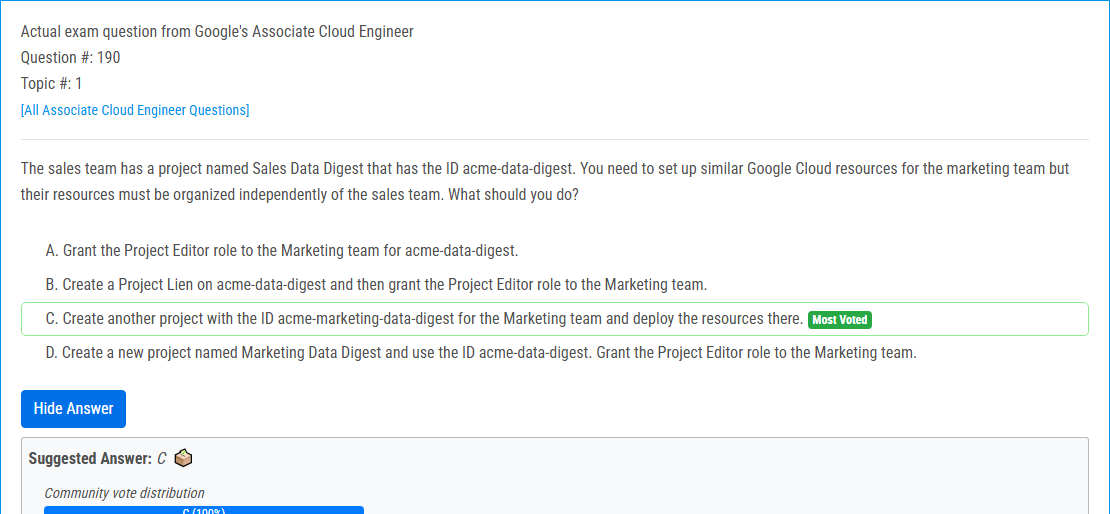 Actual exam question from Google's Associate Cloud Engineer
Question #: 190
Topic #: 1
[All Associate Cloud Engineer Questions]
The sales team has a project named Sales Data Digest that has the ID acme-data-digest. You need to set up similar Google Cloud resources for the marketing team but
their resources must be organized independently of the sales team. What should you do?
A. Grant the Project Editor role to the Marketing team for acme-data-digest.
B. Create a Project Lien on acme-data-digest and then grant the Project Editor role to the Marketing team.
C. Create another project with the ID acme-marketing-data-digest for the Marketing team and deploy the resources there. Most Voted
D. Create a new project named Marketing Data Digest and use the ID acme-data-digest. Grant the Project Editor role to the Marketing team.
Hide Answer
Suggested Answer: C
Community vote distribution
C (100%)